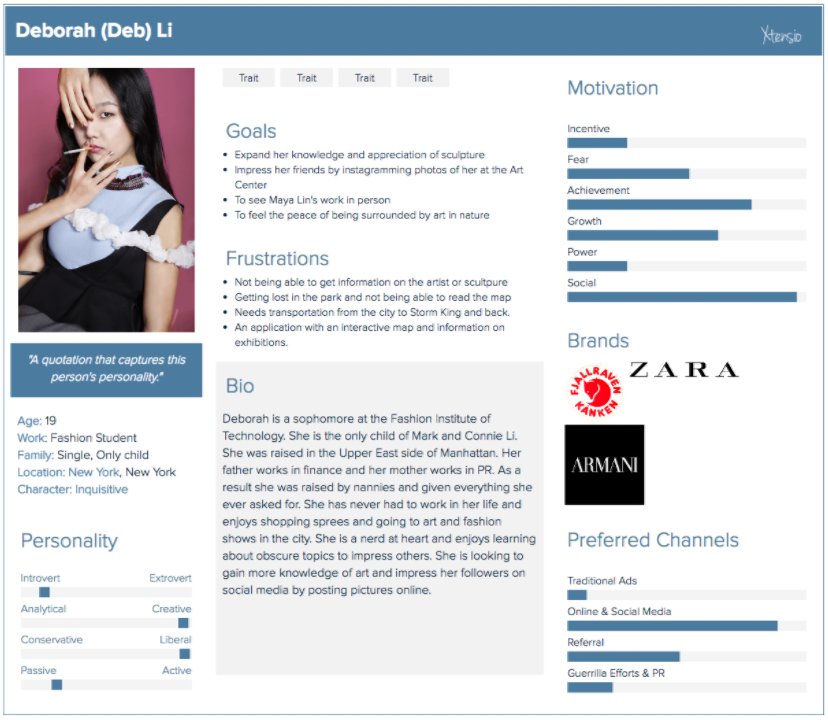 Deborah (Deb) Li
Xtensio
Trait Trait Trait Trait
Goals
• Expand her knowledge and appreciation of sculpture
• Impress her friends by instagramming photos of her at the Art
Center
• To see Maya Lin's work in person
• To feel the peace of being surrounded by art in nature
Frustrations
• Not being able to get information on the artist or scultpure
• Getting lost in the park and not being able to read the map
• Needs transportation from the city to Storm King and back.
• An application with an interactive map and information on
exhibitions.
"A quotation that captures this
person's personality."
Age: 19
Work: Fashion Student
Family: Single, Only child
Location: New York, New York
Character: Inquisitive
Personality
Introvert Extrovert
Analytical Creative
Conservative Liberal
Passive Active
Bio
Deborah is a sophomore at the Fashion Institute of
Technology. She is the only child of Mark and Connie Li.
She was raised in the Upper East side of Manhattan. Her
father works in finance and her mother works in PR. As a
result she was raised by nannies and given everything she
ever asked for. She has never had to work in her life and
enjoys shopping sprees and going to art and fashion
shows in the city. She is a nerd at heart and enjoys learning
about obscure topics to impress others. She is looking to
gain more knowledge of art and impress her followers on
social media by posting pictures online.
Motivation
Incentive
Fear
Achievement
Growth
Power
Social
Brands
FJALLRAVEN
KANKEN
ZARA
ARMANI
Preferred Channels
Traditional Ads
Online & Social Media
Referral
Guerrilla Efforts & PR